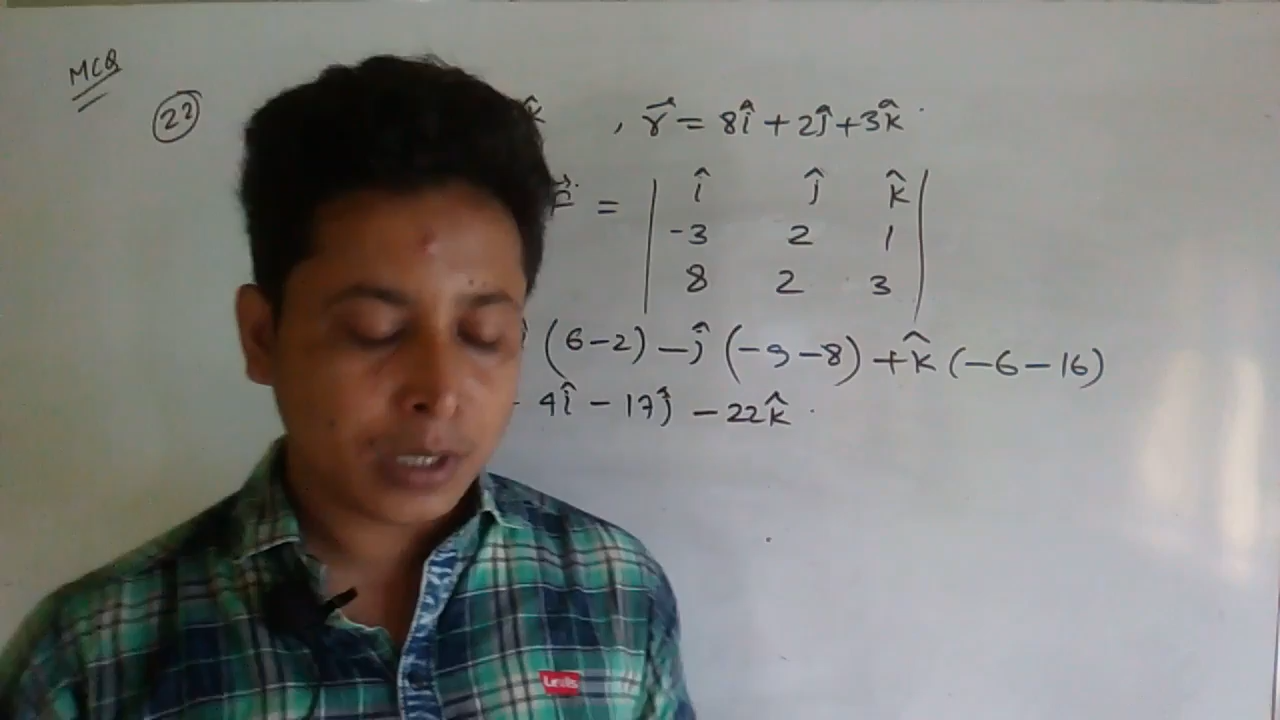 MCQ
22 k̂ , r⃗ = 8î + 2ĵ + 3k̂
= | î ĵ k̂ |
| -3 2 1 |
| 8 2 3 |
(6-2) - ĵ (-9-8) + k̂ (-6-16)
- 4î - 17ĵ - 22k̂
Levi's